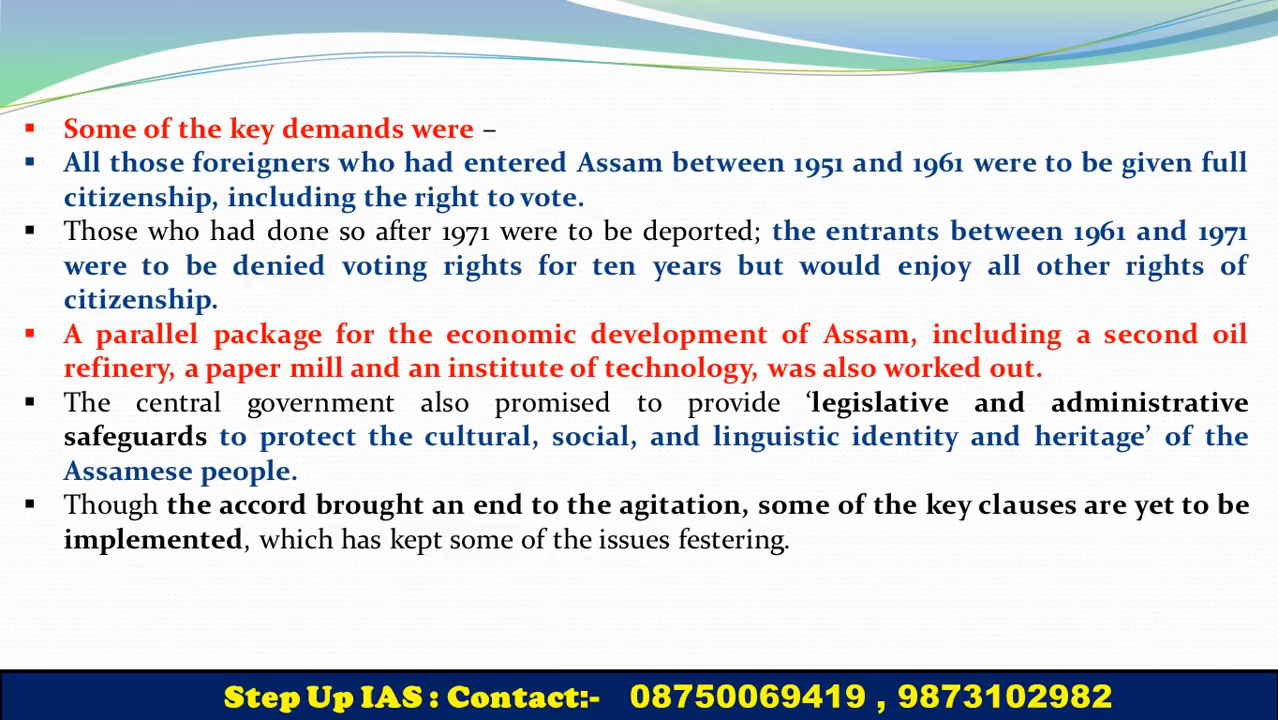 Some of the key demands were –
All those foreigners who had entered Assam between 1951 and 1961 were to be given full
citizenship, including the right to vote.
Those who had done so after 1971 were to be deported; the entrants between 1961 and 1971
were to be denied voting rights for ten years but would enjoy all other rights of
citizenship.
A parallel package for the economic development of Assam, including a second oil
refinery, a paper mill and an institute of technology, was also worked out.
The central government also promised to provide ‘legislative and administrative
safeguards to protect the cultural, social, and linguistic identity and heritage’ of the
Assamese people.
Though the accord brought an end to the agitation, some of the key clauses are yet to be
implemented, which has kept some of the issues festering.
Step Up IAS : Contact:- 08750069419 , 9873102982